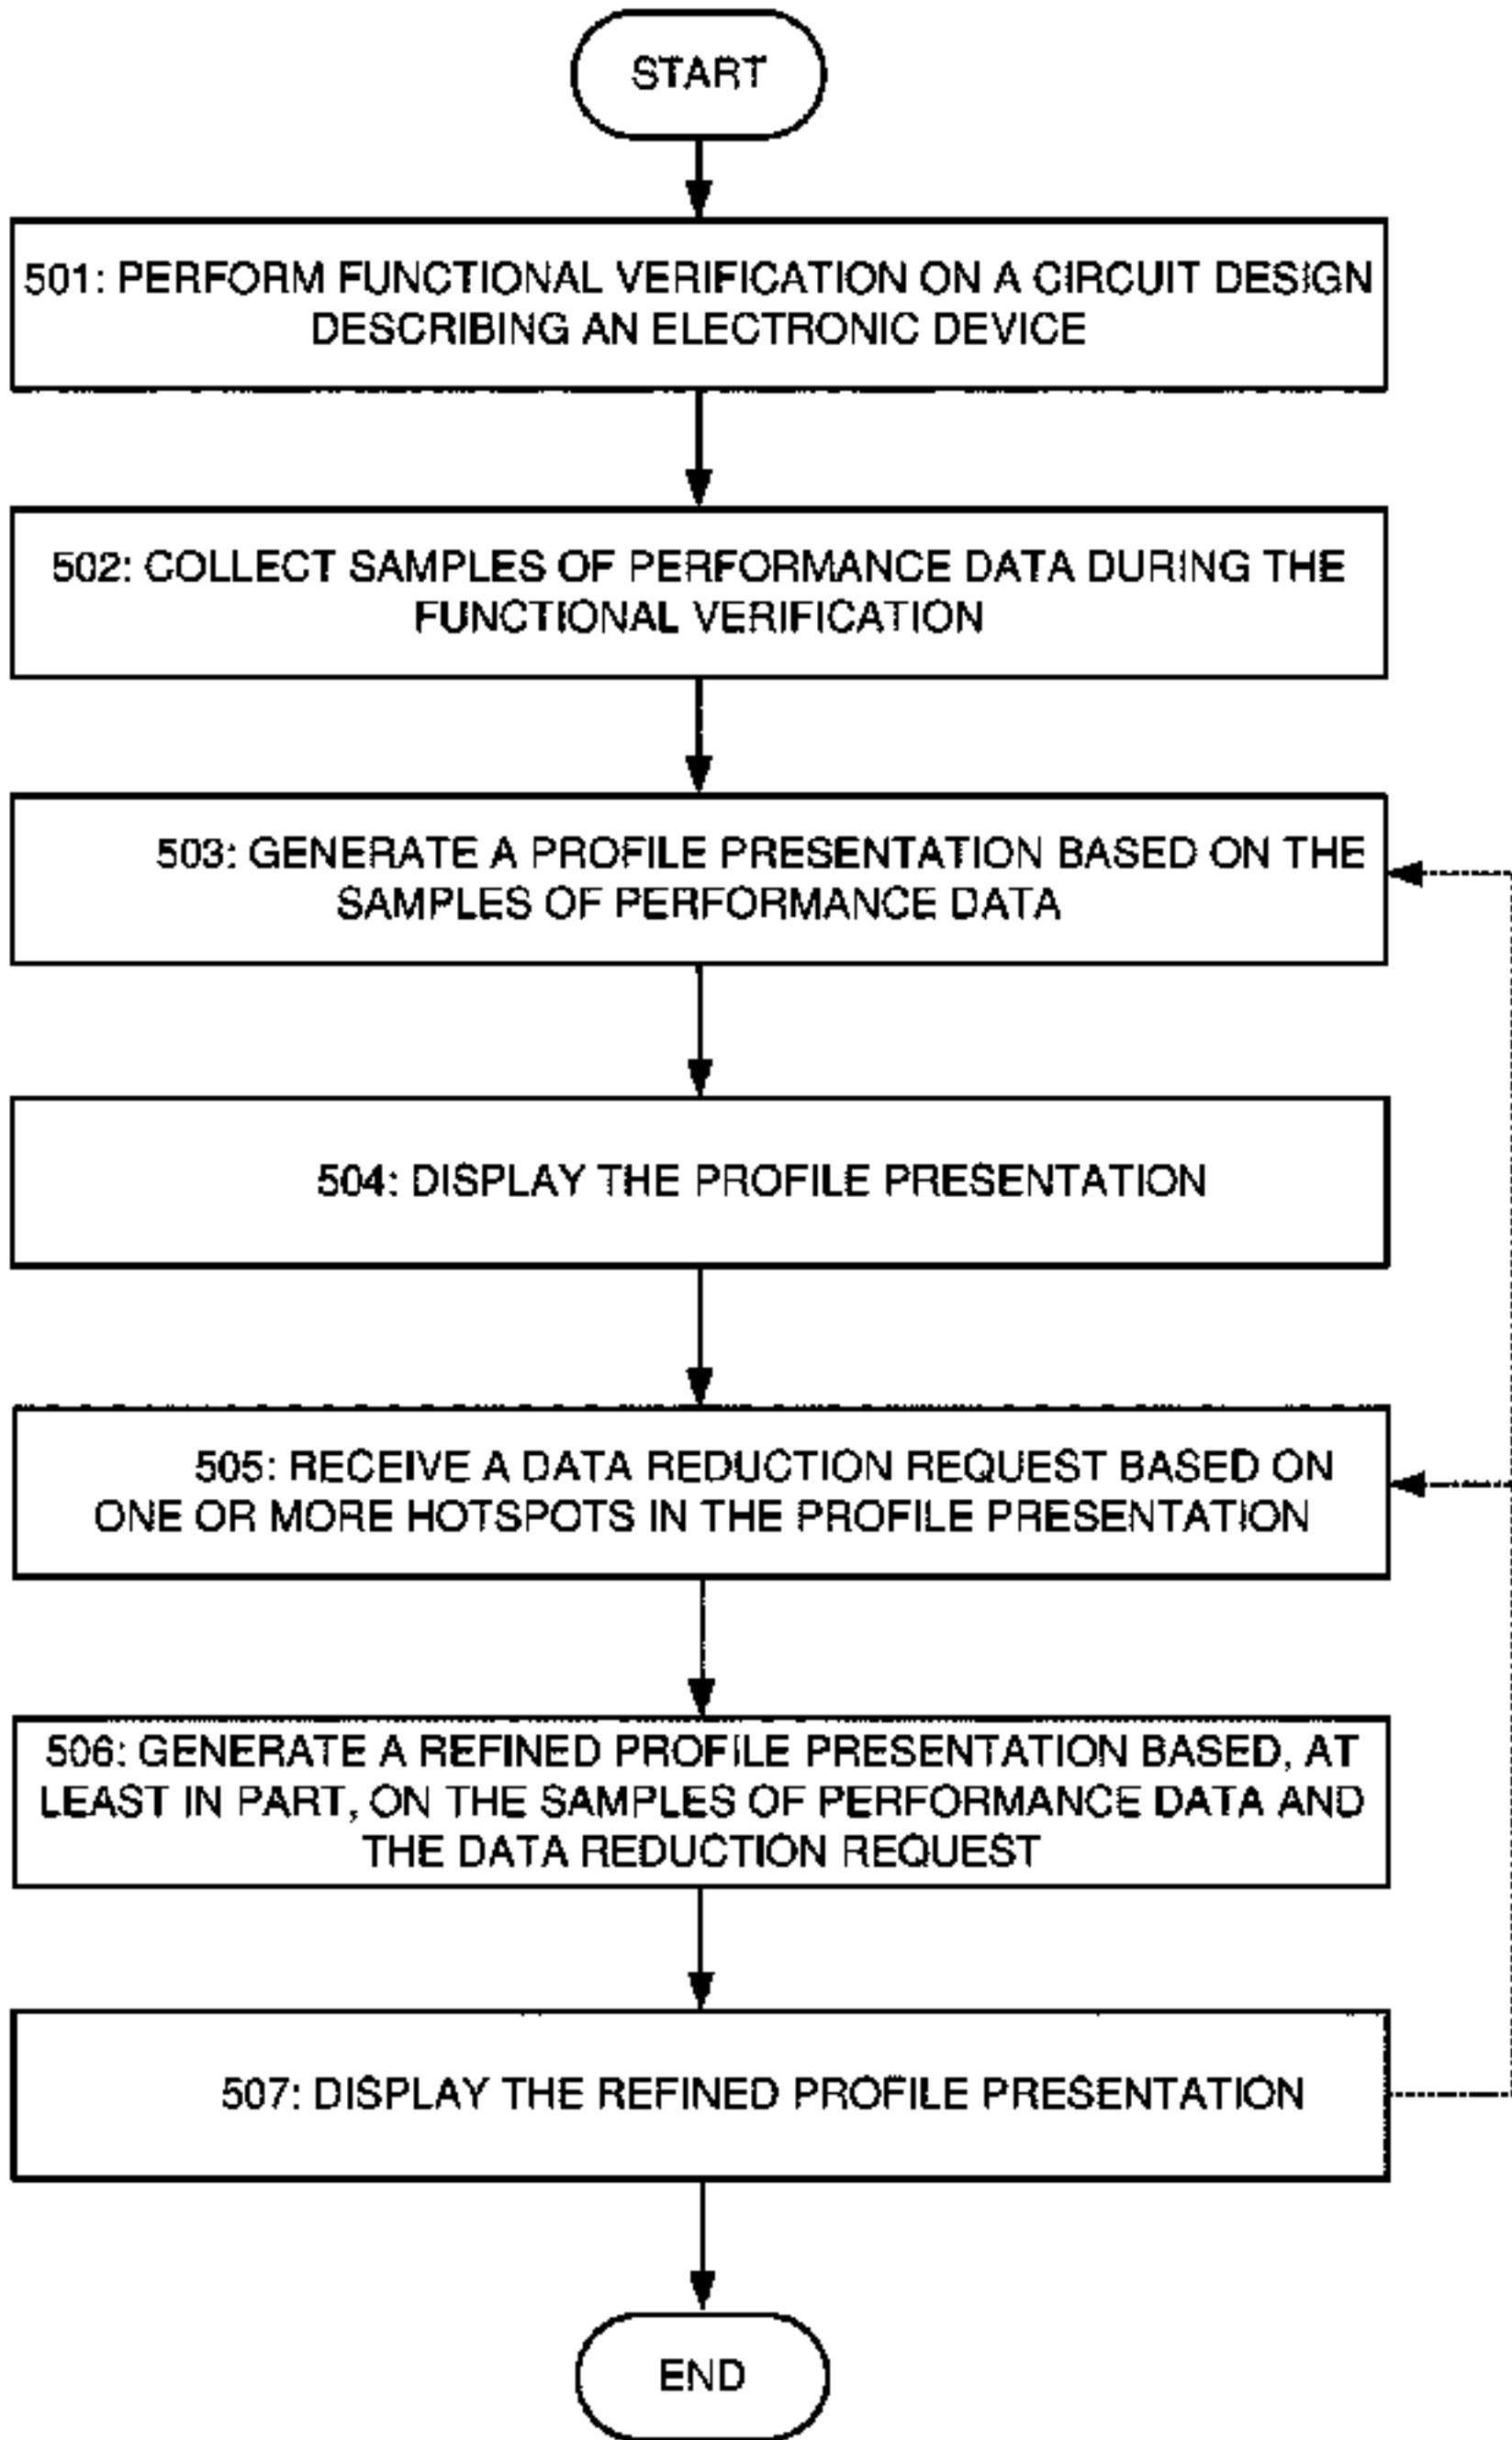 START
501: PERFORM FUNCTIONAL VERIFICATION ON A CIRCUIT DESIGN
DESCRIBING AN ELECTRONIC DEVICE
502: COLLECT SAMPLES OF PERFORMANCE DATA DURING THE
FUNCTIONAL VERIFICATION
503: GENERATE A PROFILE PRESENTATION BASED ON THE
SAMPLES OF PERFORMANCE DATA
504: DISPLAY THE PROFILE PRESENTATION
505: RECEIVE A DATA REDUCTION REQUEST BASED ON
ONE OR MORE HOTSPOTS IN THE PROFILE PRESENTATION
506: GENERATE A REFINED PROFILE PRESENTATION BASED, AT
LEAST IN PART, ON THE SAMPLES OF PERFORMANCE DATA AND
THE DATA REDUCTION REQUEST
507: DISPLAY THE REFINED PROFILE PRESENTATION
END